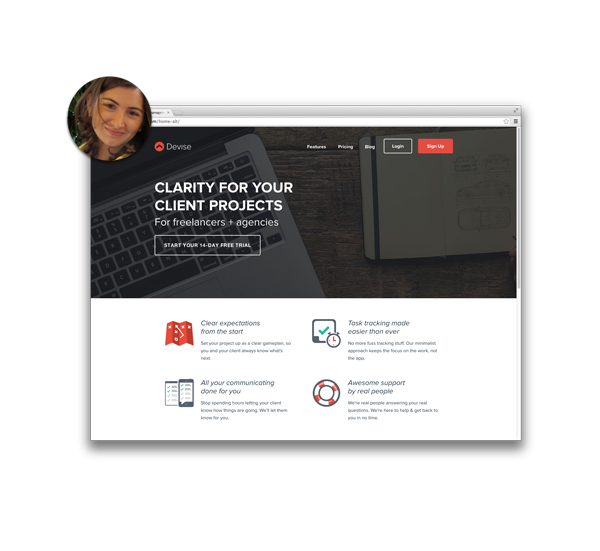 om/home-alt/
Devise
Features Pricing Blog Login Sign Up
CLARITY FOR YOUR
CLIENT PROJECTS
For freelancers + agencies
START YOUR 14-DAY FREE TRIAL
Clear expectations
from the start
Set your project up as a clear gameplan, so
you and your client always know what's
next.
Task tracking made
easier than ever
No more fuss tracking stuff. Our minimalist
approach keeps the focus on the work, not
the app.
All your communicating
done for you
Stop spending hours letting your client
know how things are going. We'll let them
know for you.
Awesome support
by real people
We're real people answering your real
questions. We're here to help & get back to
you in no time.